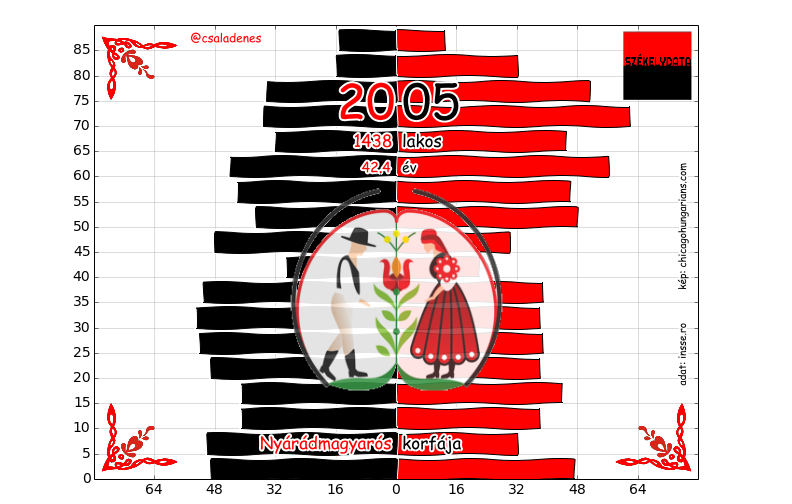 @csaladenes
SZÉKELYDATA
2005
1438 lakos
42.4 év
kép: chicagohungarians.com
adat: insse.ro
Nyárádmagyarós korfája
85
80
75
70
65
60
55
50
45
40
35
30
25
20
15
10
5
0
64 48 32 16 0 16 32 48 64